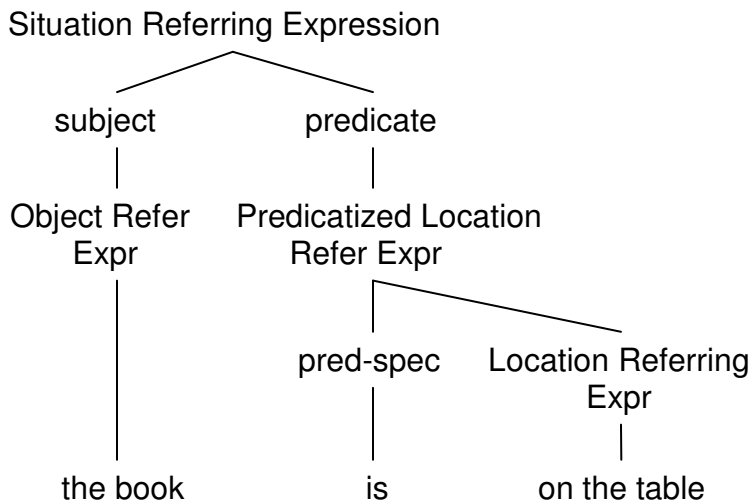 Situation Referring Expression
subject predicate
Object Refer Predicatized Location
Expr Refer Expr
pred-spec Location Referring
Expr
the book is on the table